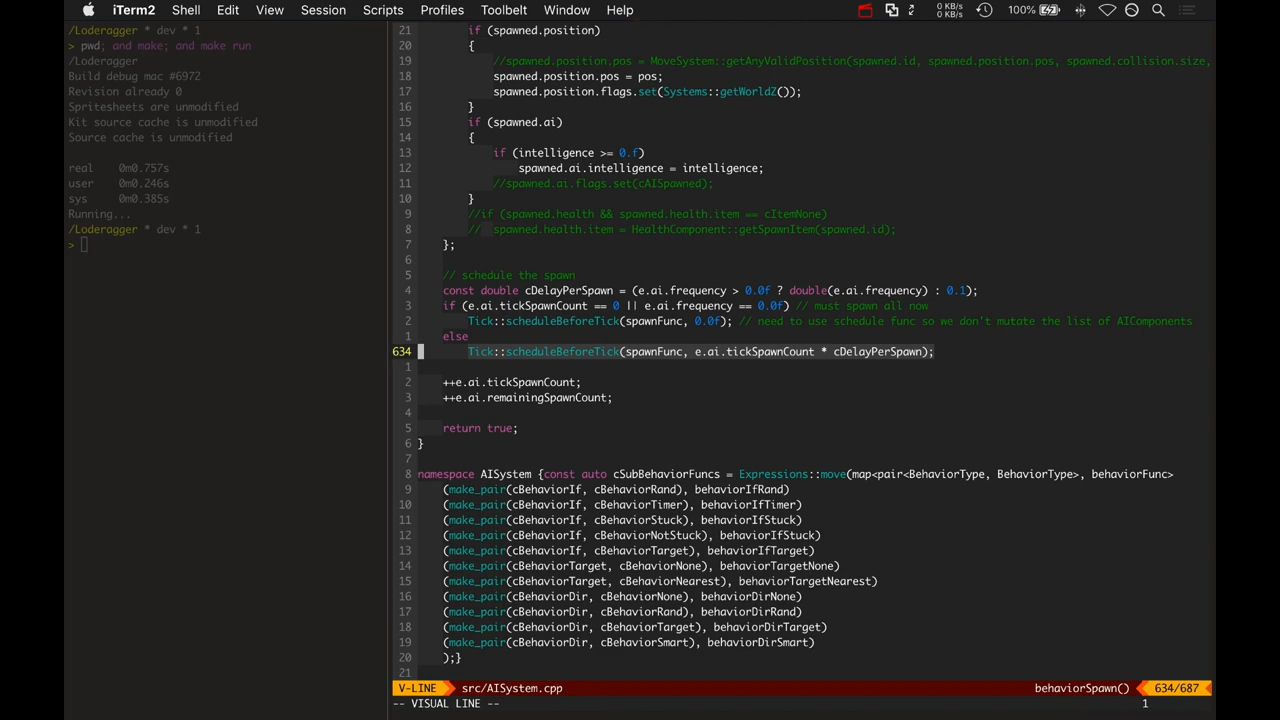 iTerm2 Shell Edit View Session Scripts Profiles Toolbelt Window Help 0 KB/s 0 KB/s 100%
/Loderagger * dev * 1
> pwd; and make; and make run
/Loderagger
Build debug mac #6972
Revision already 0
Spritesheets are unmodified
Kit source cache is unmodified
Source cache is unmodified
real 0m0.757s
user 0m0.246s
sys 0m0.385s
Running...
/Loderagger * dev * 1
>
21 if (spawned.position)
20 {
19 //spawned.position.pos = MoveSystem::getAnyValidPosition(spawned.id, spawned.position.pos, spawned.collision.size,
18 spawned.position.pos = pos;
17 spawned.position.flags.set(Systems::getWorldZ());
16 }
15 if (spawned.ai)
14 {
13 if (intelligence >= 0.f)
12 spawned.ai.intelligence = intelligence;
11 //spawned.ai.flags.set(cAISpawned);
10 }
9 //if (spawned.health && spawned.health.item == cItemNone)
8 // spawned.health.item = HealthComponent::getSpawnItem(spawned.id);
7 };
6
5 // schedule the spawn
4 const double cDelayPerSpawn = (e.ai.frequency > 0.0f ? double(e.ai.frequency) : 0.1);
3 if (e.ai.tickSpawnCount == 0 || e.ai.frequency == 0.0f) // must spawn all now
2 Tick::scheduleBeforeTick(spawnFunc, 0.0f); // need to use schedule func so we don't mutate the list of AIComponents
1 else
634 Tick::scheduleBeforeTick(spawnFunc, e.ai.tickSpawnCount * cDelayPerSpawn);
1
2 ++e.ai.tickSpawnCount;
3 ++e.ai.remainingSpawnCount;
4
5 return true;
6 }
7
8 namespace AISystem {const auto cSubBehaviorFuncs = Expressions::move(map<pair<BehaviorType, BehaviorType>, behaviorFunc>
9 (make_pair(cBehaviorIf, cBehaviorRand), behaviorIfRand)
10 (make_pair(cBehaviorIf, cBehaviorTimer), behaviorIfTimer)
11 (make_pair(cBehaviorIf, cBehaviorStuck), behaviorIfStuck)
12 (make_pair(cBehaviorIf, cBehaviorNotStuck), behaviorIfStuck)
13 (make_pair(cBehaviorIf, cBehaviorTarget), behaviorIfTarget)
14 (make_pair(cBehaviorTarget, cBehaviorNone), behaviorTargetNone)
15 (make_pair(cBehaviorTarget, cBehaviorNearest), behaviorTargetNearest)
16 (make_pair(cBehaviorDir, cBehaviorNone), behaviorDirNone)
17 (make_pair(cBehaviorDir, cBehaviorRand), behaviorDirRand)
18 (make_pair(cBehaviorDir, cBehaviorTarget), behaviorDirTarget)
19 (make_pair(cBehaviorDir, cBehaviorSmart), behaviorDirSmart)
20 );}
21
V-LINE src/AISystem.cpp behaviorSpawn() 634/687
-- VISUAL LINE -- 1